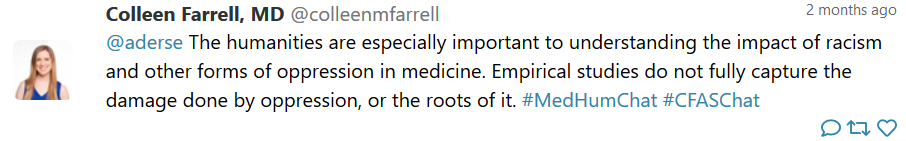 Colleen Farrell, MD @colleenmfarrell 2 months ago
@aderse The humanities are especially important to understanding the impact of racism
and other forms of oppression in medicine. Empirical studies do not fully capture the
damage done by oppression, or the roots of it. #MedHumChat #CFASChat